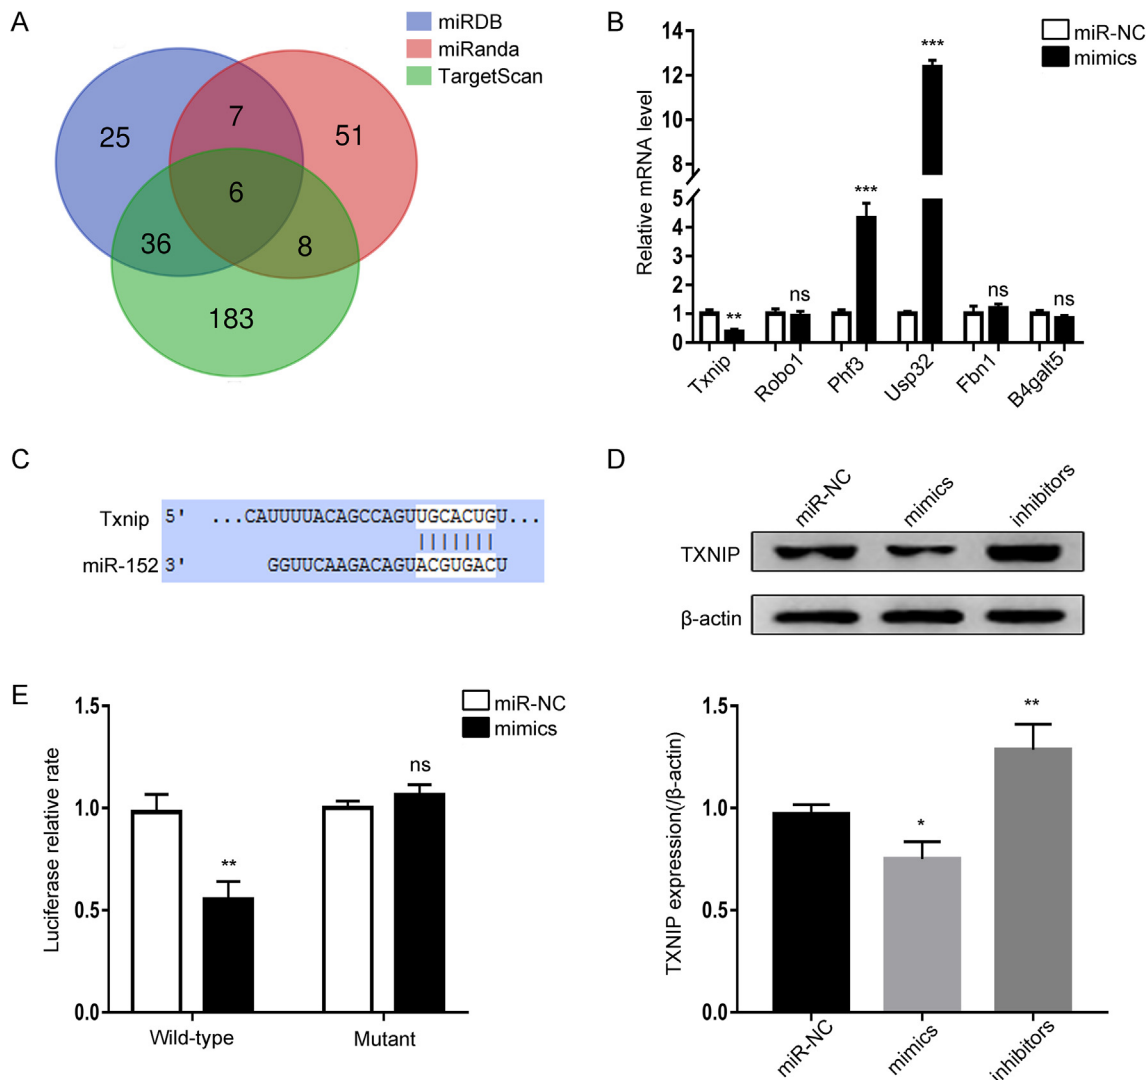 A
miRDB
miRanda
TargetScan
25
7
51
6
36
8
183
B
miR-NC
mimics
Relative mRNA level
14
12
10
8
6
5
4
3
2
1
0
**
ns
***
***
ns
ns
Txnip
Robo1
Phf3
Usp32
Fbn1
B4galt5
C
Txnip 5' ...CAUUUUACAGCCAGUUGCACUGU...
miR-152 3' GGUUCAAGACAGUACGUGACU
D
miR-NC
mimics
inhibitors
TXNIP
β-actin
E
miR-NC
mimics
Luciferase relative rate
1.5
1.0
0.5
0.0
**
ns
Wild-type
Mutant
TXNIP expression(/β-actin)
1.5
1.0
0.5
0.0
*
**
miR-NC
mimics
inhibitors